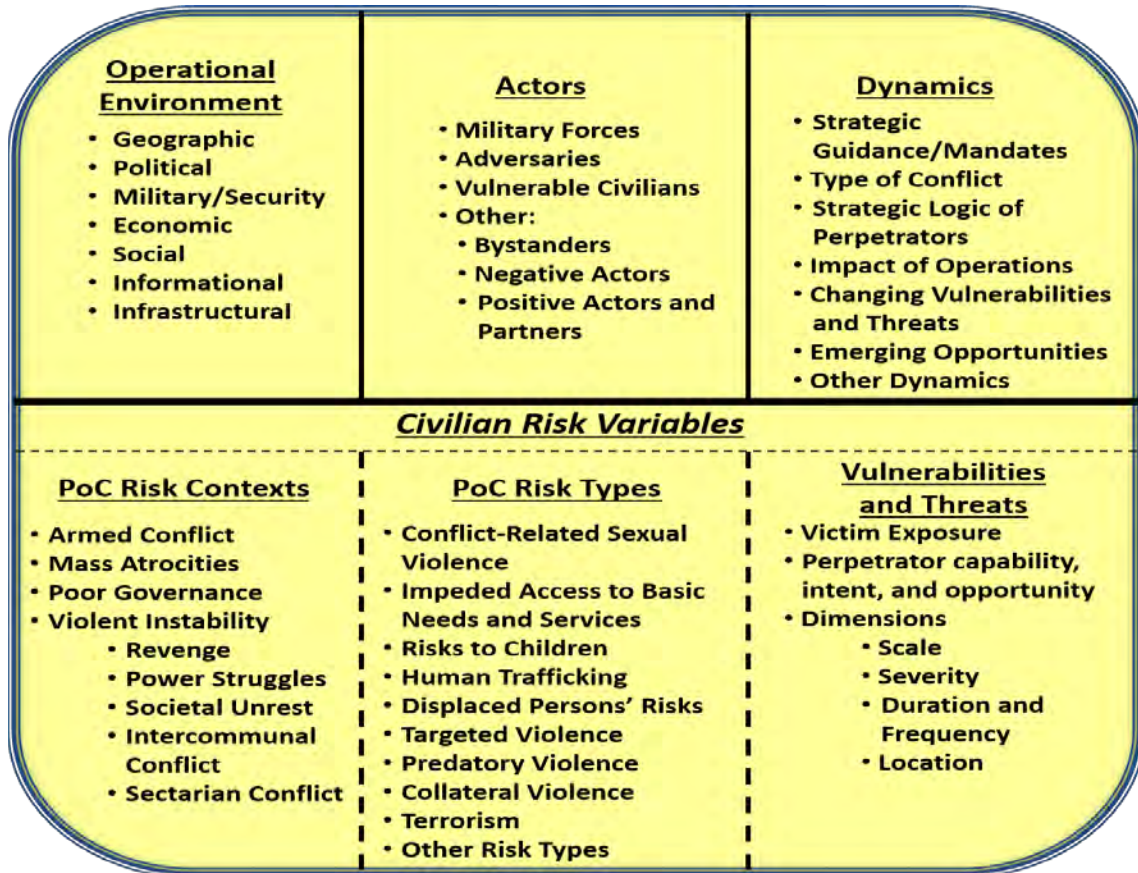 Operational
Environment
• Geographic
• Political
• Military/Security
• Economic
• Social
• Informational
• Infrastructural
Actors
• Military Forces
• Adversaries
• Vulnerable Civilians
• Other:
• Bystanders
• Negative Actors
• Positive Actors and
Partners
Dynamics
• Strategic
Guidance/Mandates
• Type of Conflict
• Strategic Logic of
Perpetrators
• Impact of Operations
• Changing Vulnerabilities
and Threats
• Emerging Opportunities
• Other Dynamics
Civilian Risk Variables
PoC Risk Contexts
• Armed Conflict
• Mass Atrocities
• Poor Governance
• Violent Instability
• Revenge
• Power Struggles
• Societal Unrest
• Intercommunal
Conflict
• Sectarian Conflict
PoC Risk Types
• Conflict-Related Sexual
Violence
• Impeded Access to Basic
Needs and Services
• Risks to Children
• Human Trafficking
• Displaced Persons’ Risks
• Targeted Violence
• Predatory Violence
• Collateral Violence
• Terrorism
• Other Risk Types
Vulnerabilities
and Threats
• Victim Exposure
• Perpetrator capability,
intent, and opportunity
• Dimensions
• Scale
• Severity
• Duration and
Frequency
• Location